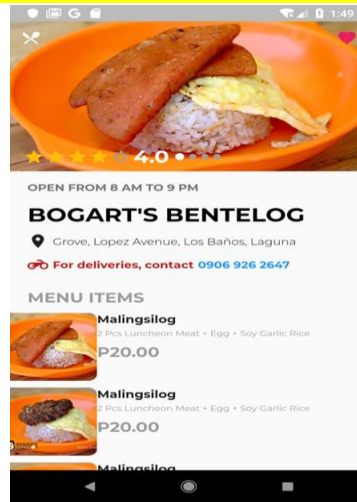 1:49
4.0
OPEN FROM 8 AM TO 9 PM
BOGART'S BENTELOG
Grove, Lopez Avenue, Los Baños, Laguna
For deliveries, contact 0906 926 2647
MENU ITEMS
Malingsilog
2 Pcs Luncheon Meat + Egg + Soy Garlic Rice
P20.00
Malingsilog
2 Pcs Luncheon Meat + Egg + Soy Garlic Rice
P20.00
Malingsilog